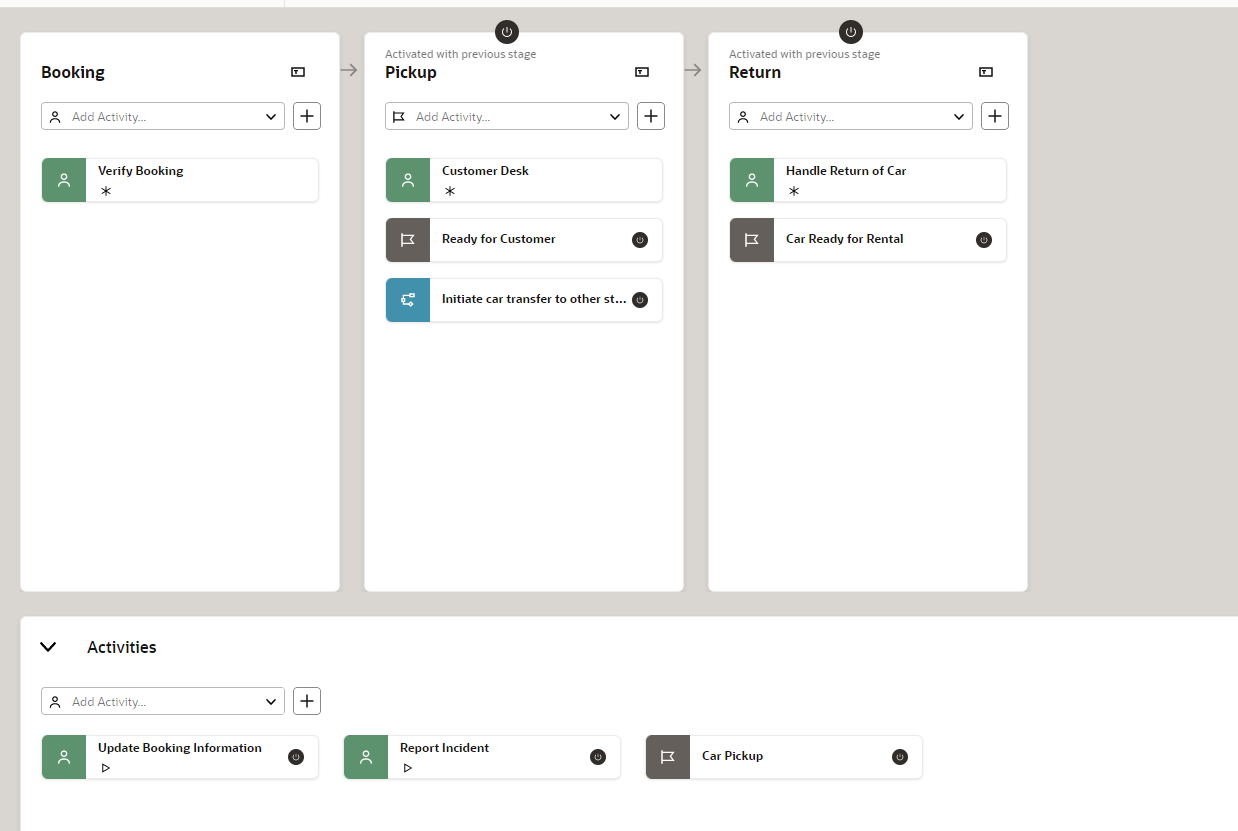 Booking
Add Activity...
Verify Booking
Activated with previous stage
Pickup
Add Activity...
Customer Desk
Ready for Customer
Initiate car transfer to other st...
Activated with previous stage
Return
Add Activity...
Handle Return of Car
Car Ready for Rental
Activities
Add Activity...
Update Booking Information
Report Incident
Car Pickup